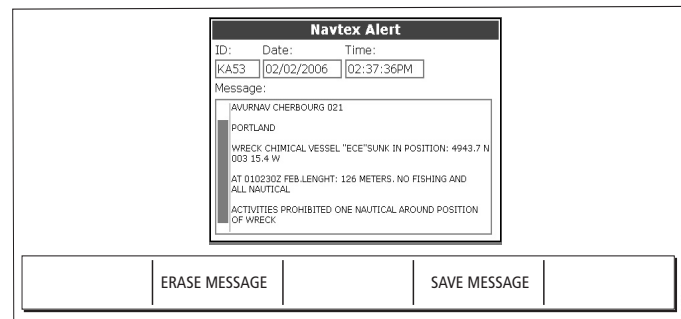 Navtex Alert
ID: Date: Time:
KA53 02/02/2006 02:37:36PM
Message:
AVURNAV CHERBOURG 021
PORTLAND
WRECK CHIMICAL VESSEL "ECE"SUNK IN POSITION: 4943.7 N
003 15.4 W
AT 010230Z FEB.LENGHT: 126 METERS. NO FISHING AND
ALL NAUTICAL
ACTIVITIES PROHIBITED ONE NAUTICAL AROUND POSITION
OF WRECK
ERASE MESSAGE SAVE MESSAGE